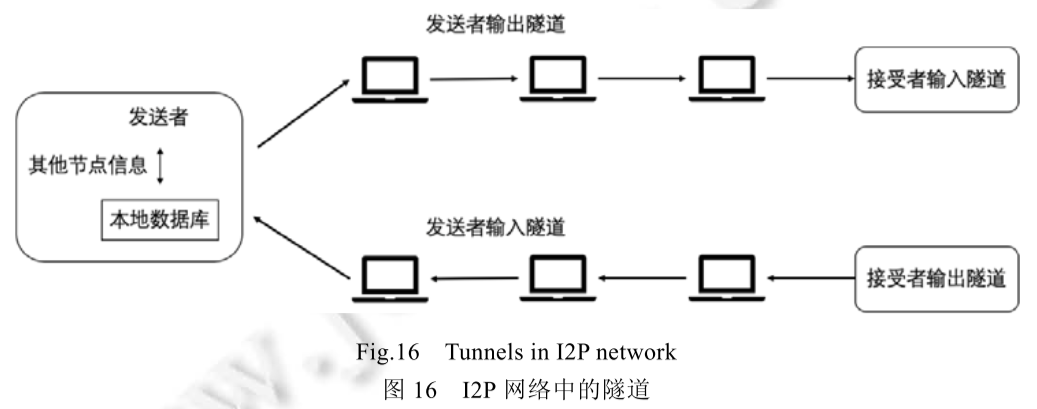 发送者输出隧道
接受者输入隧道
发送者
其他节点信息
本地数据库
发送者输入隧道
接受者输出隧道
Fig.16 Tunnels in I2P network
图 16 I2P 网络中的隧道